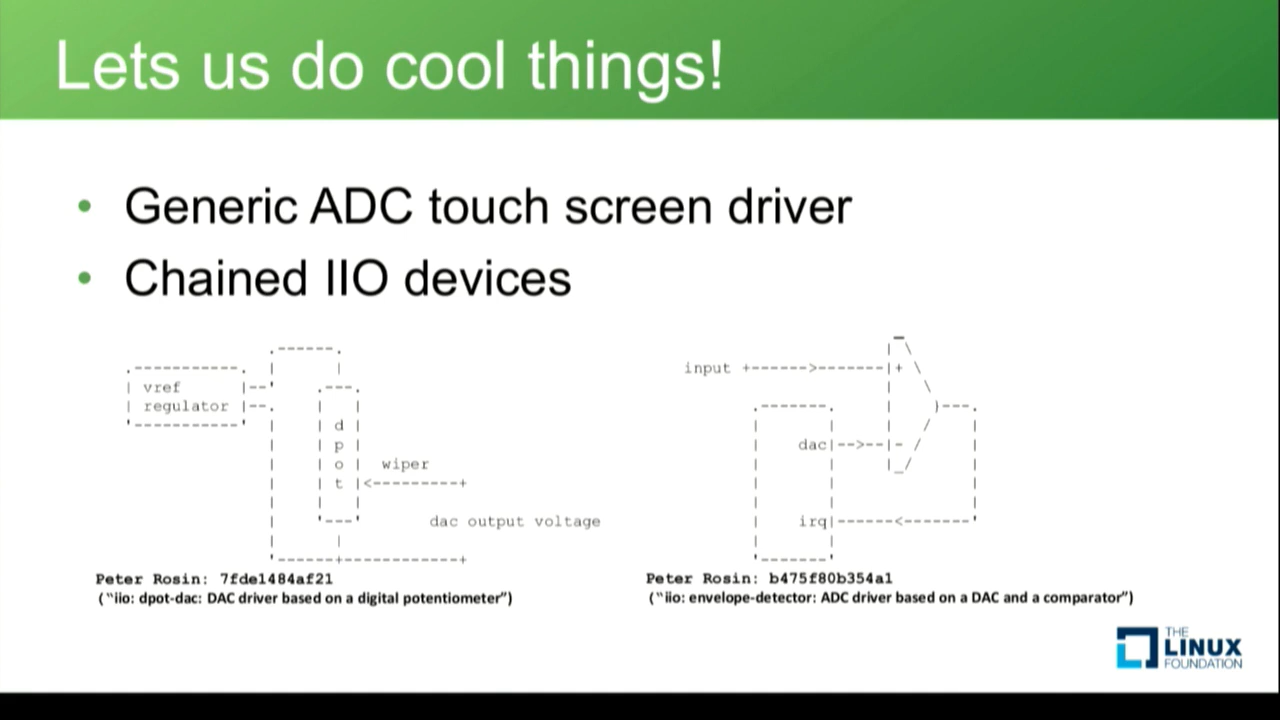 Lets us do cool things!
• Generic ADC touch screen driver
• Chained IIO devices
vref
regulator
d
p
o
t
wiper
dac output voltage
Peter Rosin: 7fde1484af21
("iio: dpot-dac: DAC driver based on a digital potentiometer")
input
+
dac
-
irq
Peter Rosin: b475f80b354a1
("iio: envelope-detector: ADC driver based on a DAC and a comparator")
THE
LINUX
FOUNDATION